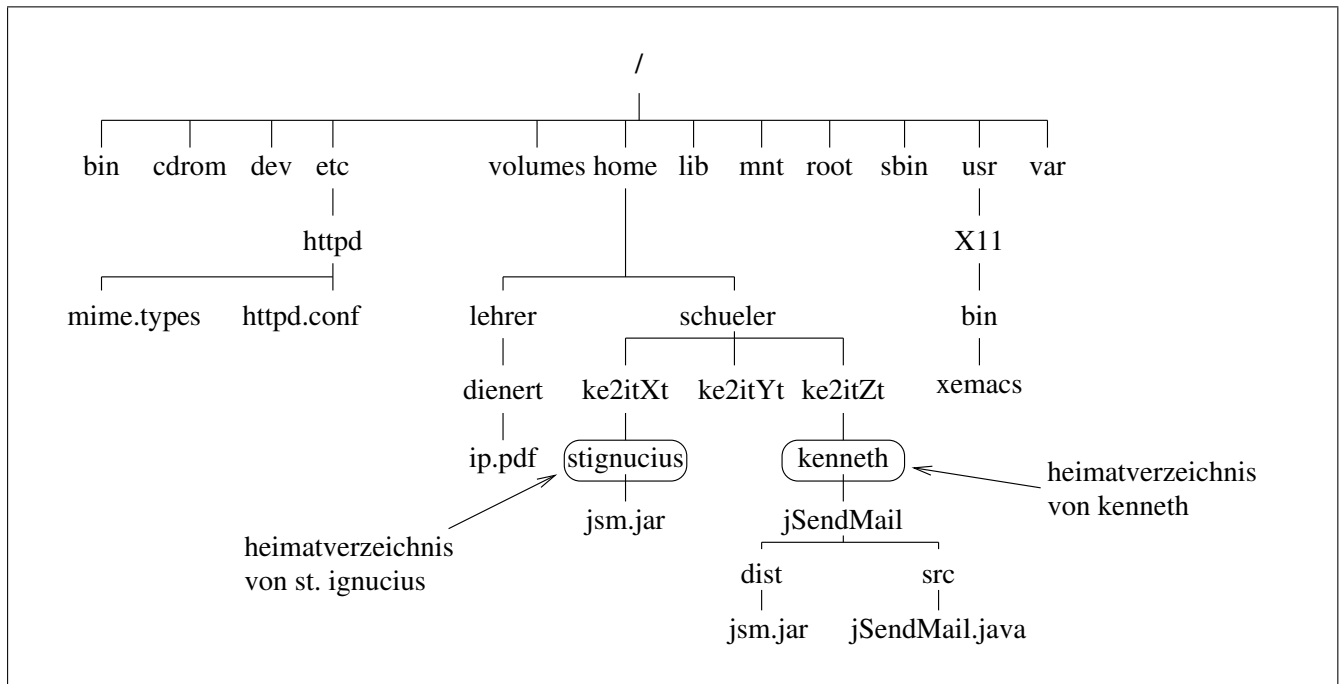 /
bin cdrom dev etc volumes home lib mnt root sbin usr var
httpd X11
mime.types httpd.conf lehrer schueler bin
dienert ke2itXt ke2itYt ke2itZt xemacs
ip.pdf stignucius kenneth
heimatverzeichnis
von kenneth
jsm.jar jSendMail
heimatverzeichnis
von st. ignucius
dist src
jsm.jar jSendMail.java